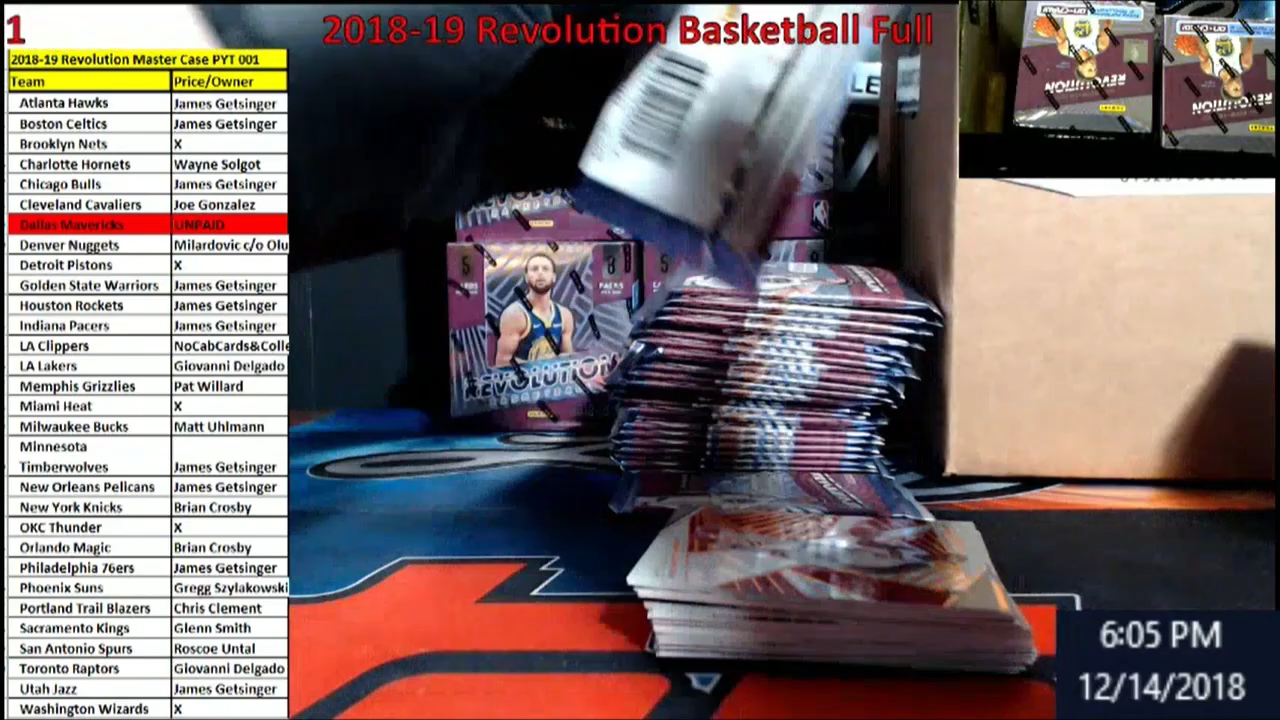 1
2018-19 Revolution Basketball Full
2018-19 Revolution Master Case PYT 001
Team Price/Owner
Atlanta Hawks James Getsinger
Boston Celtics James Getsinger
Brooklyn Nets X
Charlotte Hornets Wayne Solgot
Chicago Bulls James Getsinger
Cleveland Cavaliers Joe Gonzalez
Dallas Mavericks UNPAID
Denver Nuggets Milardovic c/o Olu
Detroit Pistons X
Golden State Warriors James Getsinger
Houston Rockets James Getsinger
Indiana Pacers James Getsinger
LA Clippers NoCabCards&Colle
LA Lakers Giovanni Delgado
Memphis Grizzlies Pat Willard
Miami Heat X
Milwaukee Bucks Matt Uhlmann
Minnesota
Timberwolves James Getsinger
New Orleans Pelicans James Getsinger
New York Knicks Brian Crosby
OKC Thunder X
Orlando Magic Brian Crosby
Philadelphia 76ers James Getsinger
Phoenix Suns Gregg Szylakowski
Portland Trail Blazers Chris Clement
Sacramento Kings Glenn Smith
San Antonio Spurs Roscoe Untal
Toronto Raptors Giovanni Delgado
Utah Jazz James Getsinger
Washington Wizards X
LE
5
8
5
REVOLUTION
REVOLUTION
REVOLUTION
6:05 PM
12/14/2018